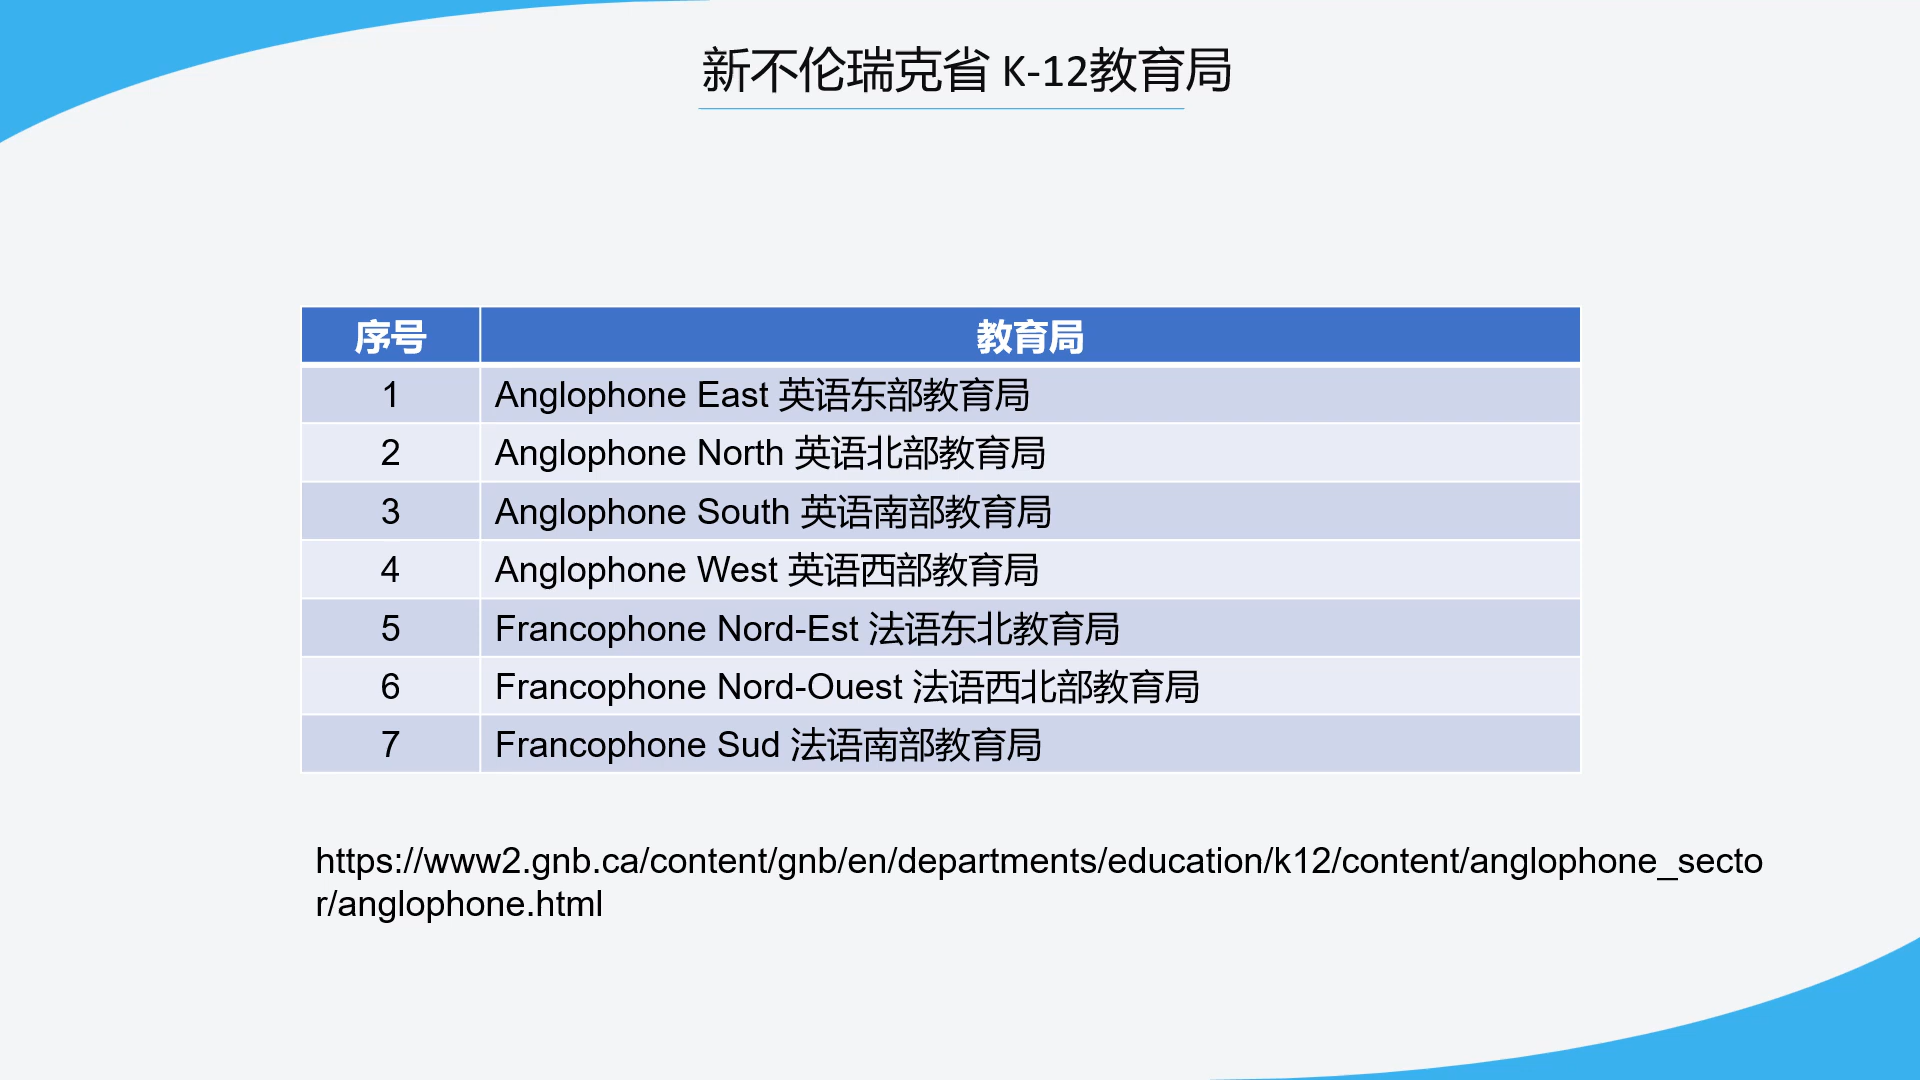 新不伦瑞克省 K-12教育局
序号 教育局
1 Anglophone East 英语东部教育局
2 Anglophone North 英语北部教育局
3 Anglophone South 英语南部教育局
4 Anglophone West 英语西部教育局
5 Francophone Nord-Est 法语东北教育局
6 Francophone Nord-Ouest 法语西北部教育局
7 Francophone Sud 法语南部教育局
https://www2.gnb.ca/content/gnb/en/departments/education/k12/content/anglophone_secto
r/anglophone.html